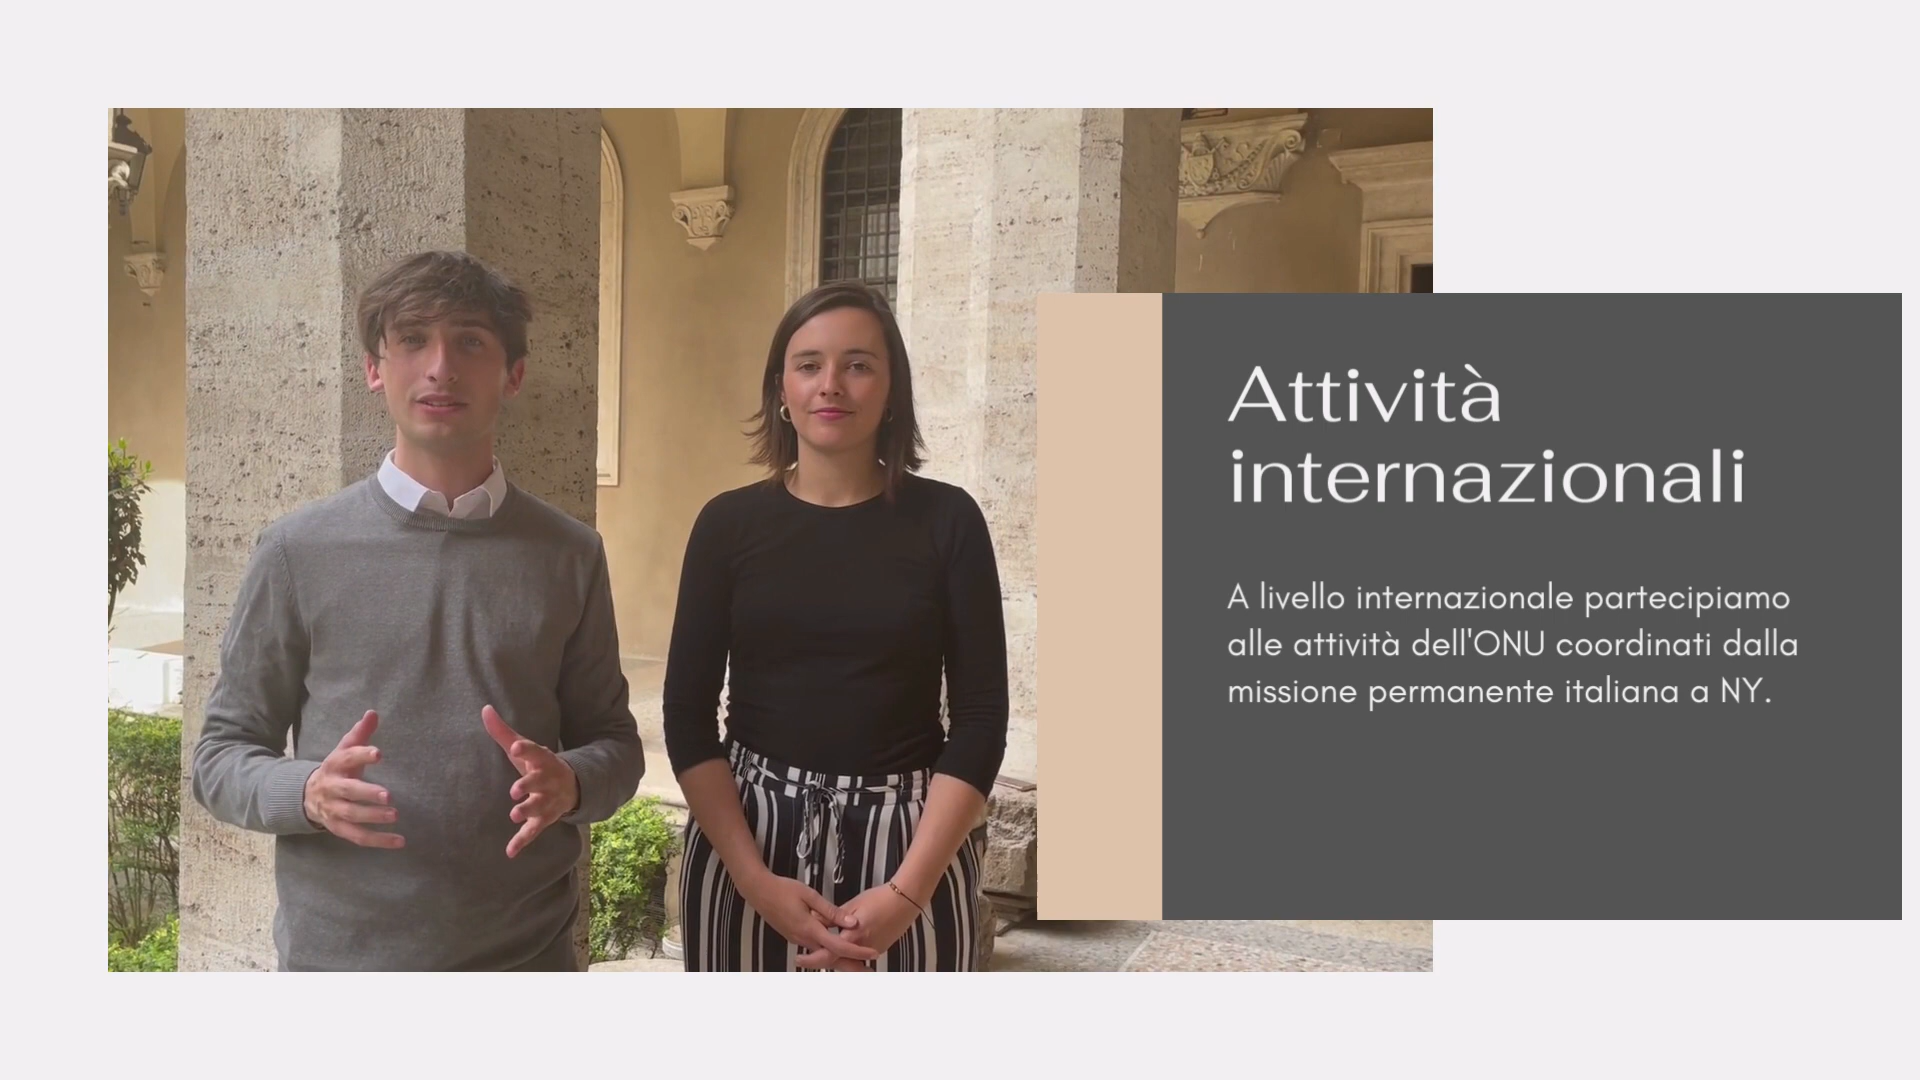 Attività
internazionali
A livello internazionale partecipiamo
alle attività dell'ONU coordinati dalla
missione permanente italiana a NY.